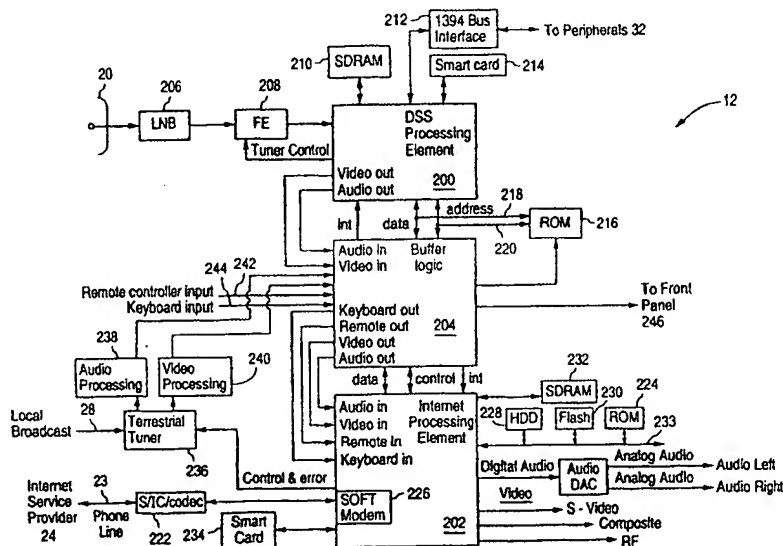 212
1394 Bus
Interface
To Peripherals 32
210
SDRAM
Smart card
214
20
206
208
12
LNB
FE
DSS
Processing
Element
Tuner Control
Video out
Audio out
200
Int
data
address
218
220
ROM
216
Audio in
Video in
Buffer
logic
244
242
Remote controller input
Keyboard input
To Front
Panel
246
Keyboard out
Remote out
Video out
Audio out
204
238
Audio
Processing
Video
Processing
240
data
control
int
232
SDRAM
Local
Broadcast
28
Terrestrial
Tuner
236
Audio in
Video in
Remote In
Keyboard in
Internet
Processing
Element
228
HDD
230
Flash
224
ROM
233
Control & error
Digital Audio
Audio
DAC
Analog Audio
Analog Audio
Audio Left
Audio Right
Internet
Service
Provider
24
23
Phone
Line
S/IC/codec
222
234
Smart
Card
SOFT
Modem
226
202
Video
S - Video
Composite
RF